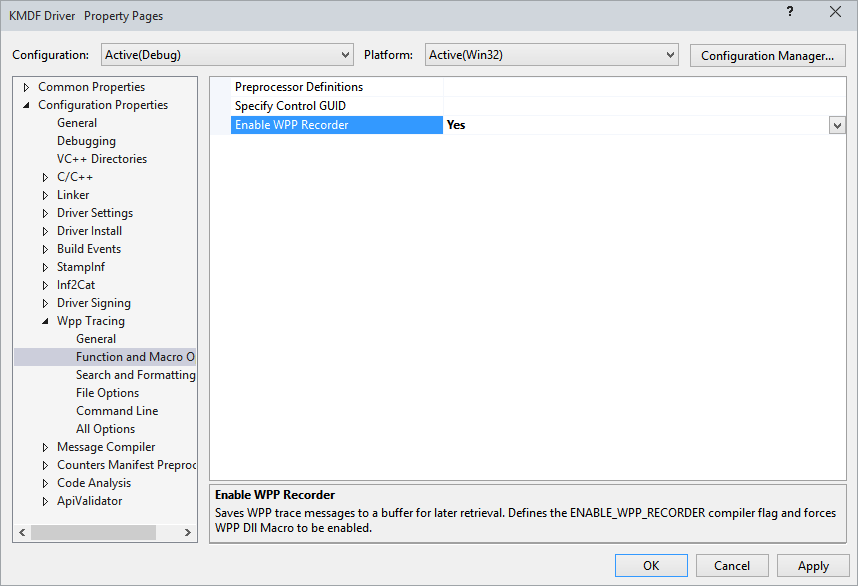 KMDF Driver Property Pages
?
Configuration: Active(Debug) Platform: Active(Win32) Configuration Manager...
Common Properties
Configuration Properties
General
Debugging
VC++ Directories
C/C++
Linker
Driver Settings
Driver Install
Build Events
StampInf
Inf2Cat
Driver Signing
Wpp Tracing
General
Function and Macro O
Search and Formatting
File Options
Command Line
All Options
Message Compiler
Counters Manifest Preproc
Code Analysis
ApiValidator
Preprocessor Definitions
Specify Control GUID
Enable WPP Recorder Yes
Enable WPP Recorder
Saves WPP trace messages to a buffer for later retrieval. Defines the ENABLE_WPP_RECORDER compiler flag and forces
WPP Dll Macro to be enabled.
OK Cancel Apply